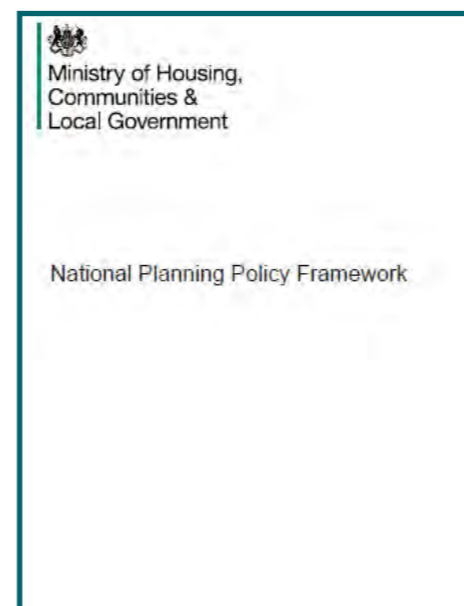 Ministry of Housing,
Communities &
Local Government
National Planning Policy Framework